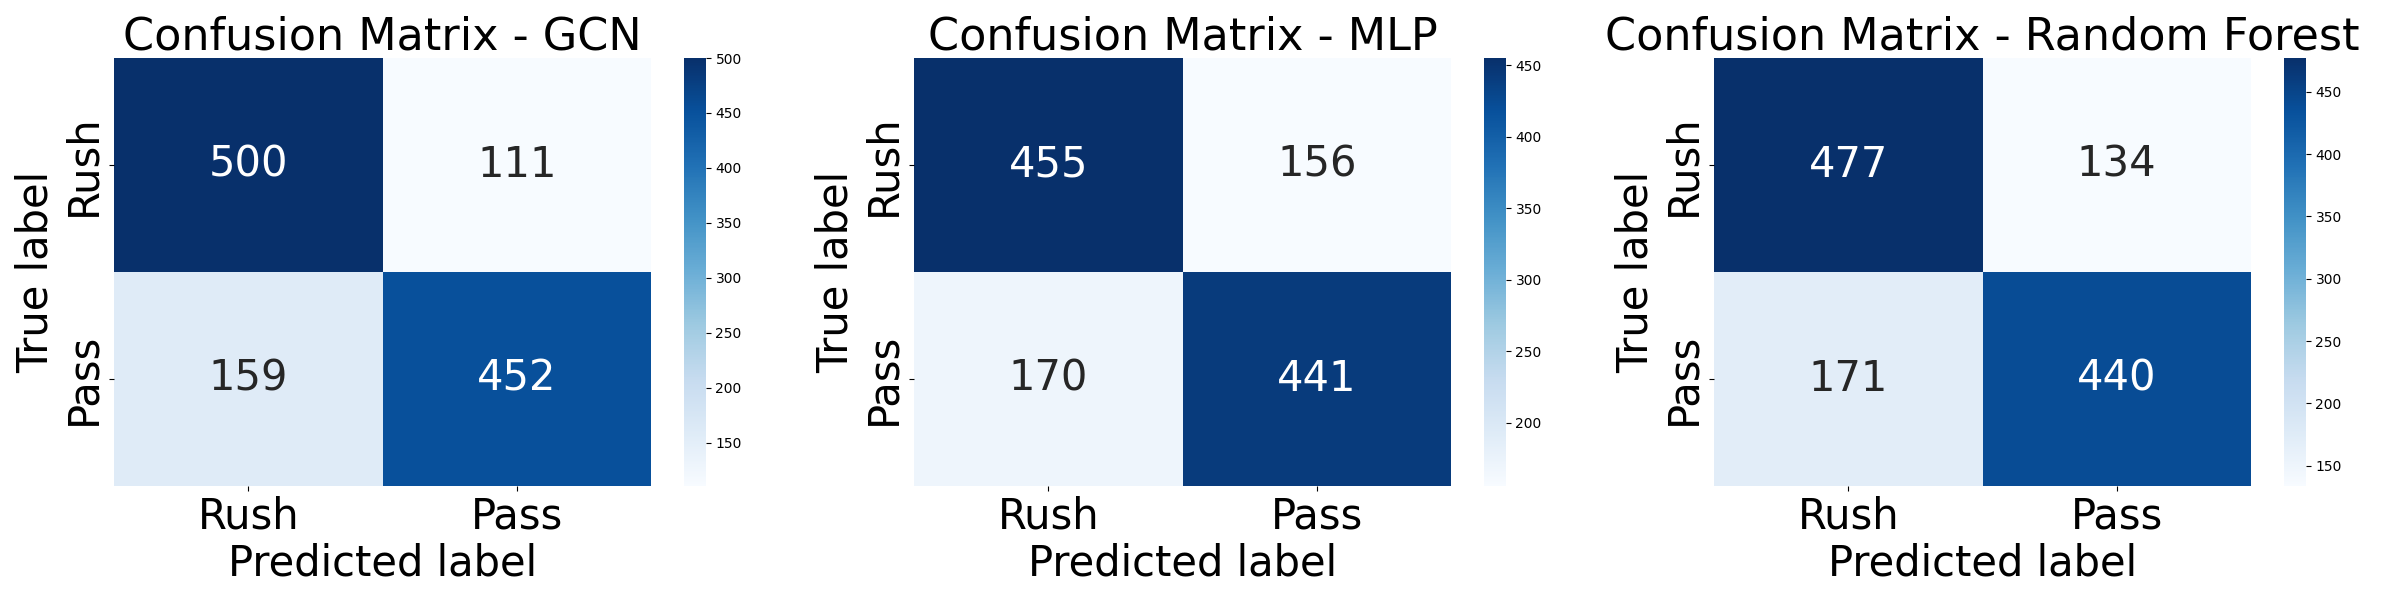 Confusion Matrix - GCN
True label
Rush
Pass
500
111
159
452
Rush
Pass
Predicted label
500
450
400
350
300
250
200
150
Confusion Matrix - MLP
True label
Rush
Pass
455
156
170
441
Rush
Pass
Predicted label
450
400
350
300
250
200
Confusion Matrix - Random Forest
True label
Rush
Pass
477
134
171
440
Rush
Pass
Predicted label
450
400
350
300
250
200
150